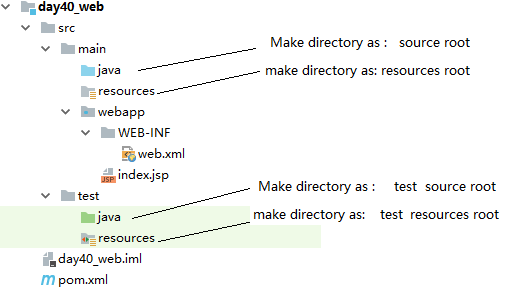 day40_web
src
main
Make directory as : source root
java
make directory as: resources root
resources
webapp
WEB-INF
web.xml
JSP
index.jsp
test
Make directory as : test source root
java
make directory as: test resources root
resources
day40_web.iml
m pom.xml